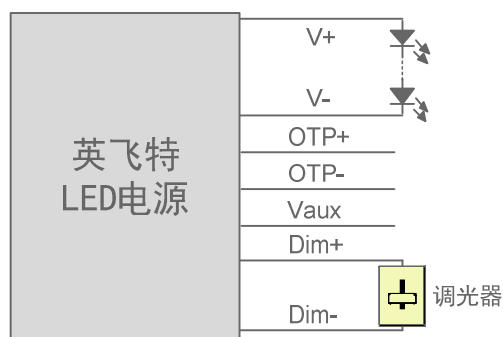 英飞特
LED电源
V+
V-
OTP+
OTP-
Vaux
Dim+
Dim-
调光器